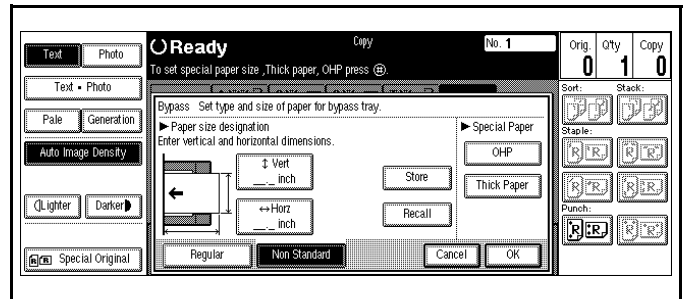 Text Photo
Text • Photo
Pale Generation
Auto Image Density
Lighter Darker
Special Original
Ready
Copy
No. 1
To set special paper size ,Thick paper, OHP press (#).
Bypass Set type and size of paper for bypass tray.
► Paper size designation
Enter vertical and horizontal dimensions.
↕ Vert
__._ inch
↔ Horz
__._ inch
Store
Recall
► Special Paper
OHP
Thick Paper
Regular Non Standard Cancel OK
Orig. Q'ty Copy
0 1 0
Sort: Stack:
Staple:
Punch: